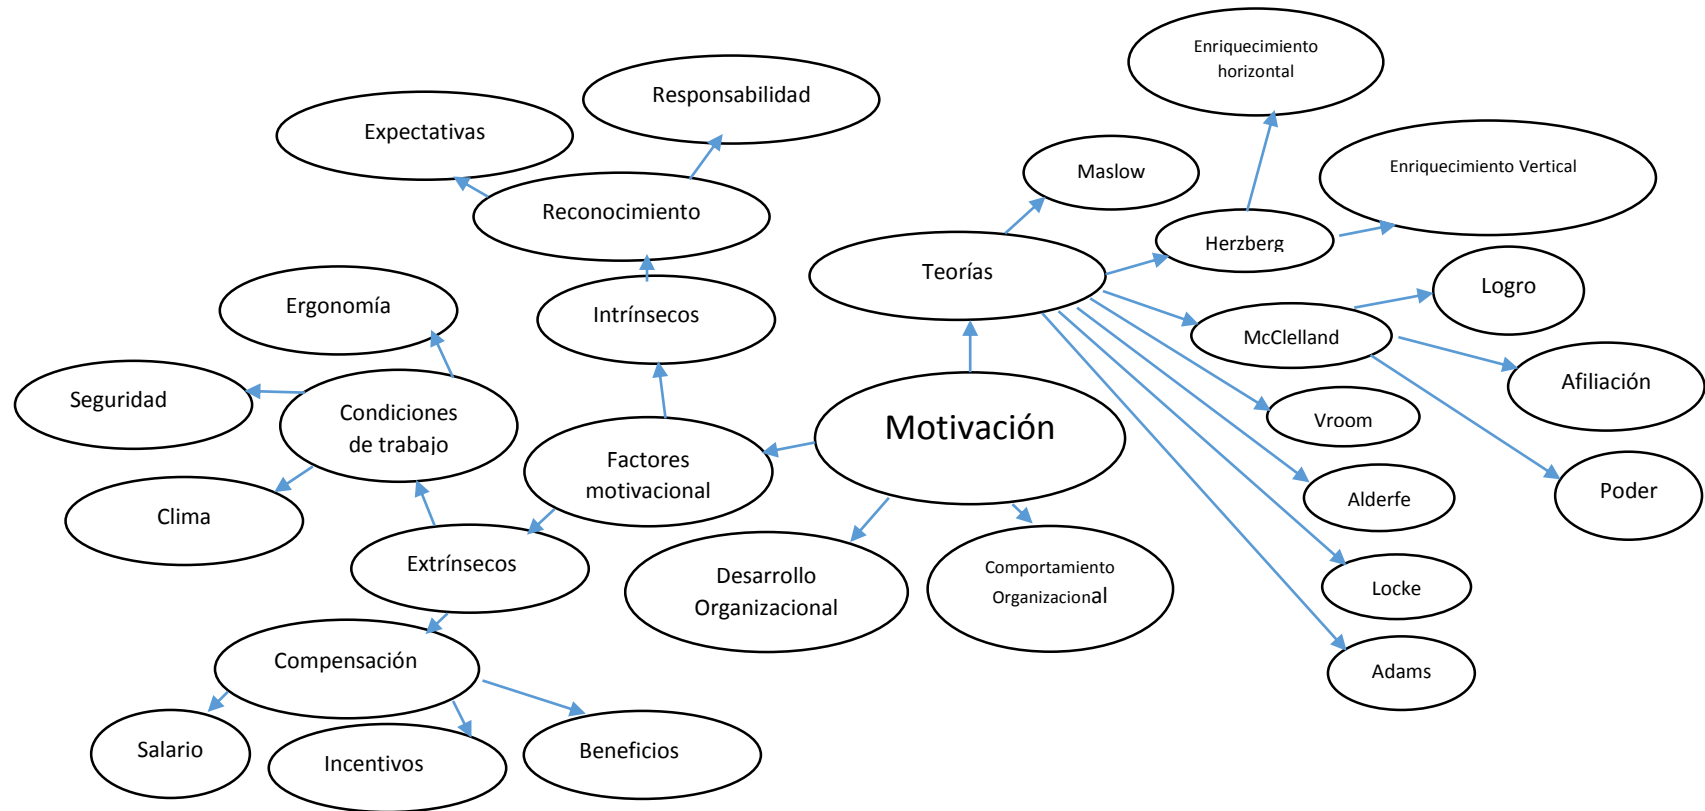 Enriquecimiento
horizontal
Responsabilidad
Expectativas
Maslow
Enriquecimiento Vertical
Reconocimiento
Herzberg
Teorías
Logro
Ergonomía
Intrínsecos
McClelland
Afiliación
Seguridad
Condiciones
de trabajo
Vroom
Motivación
Factores
motivacional
Poder
Alderfe
Clima
Extrínsecos
Desarrollo
Organizacional
Comportamiento
Organizacional
Locke
Compensación
Adams
Salario
Incentivos
Beneficios